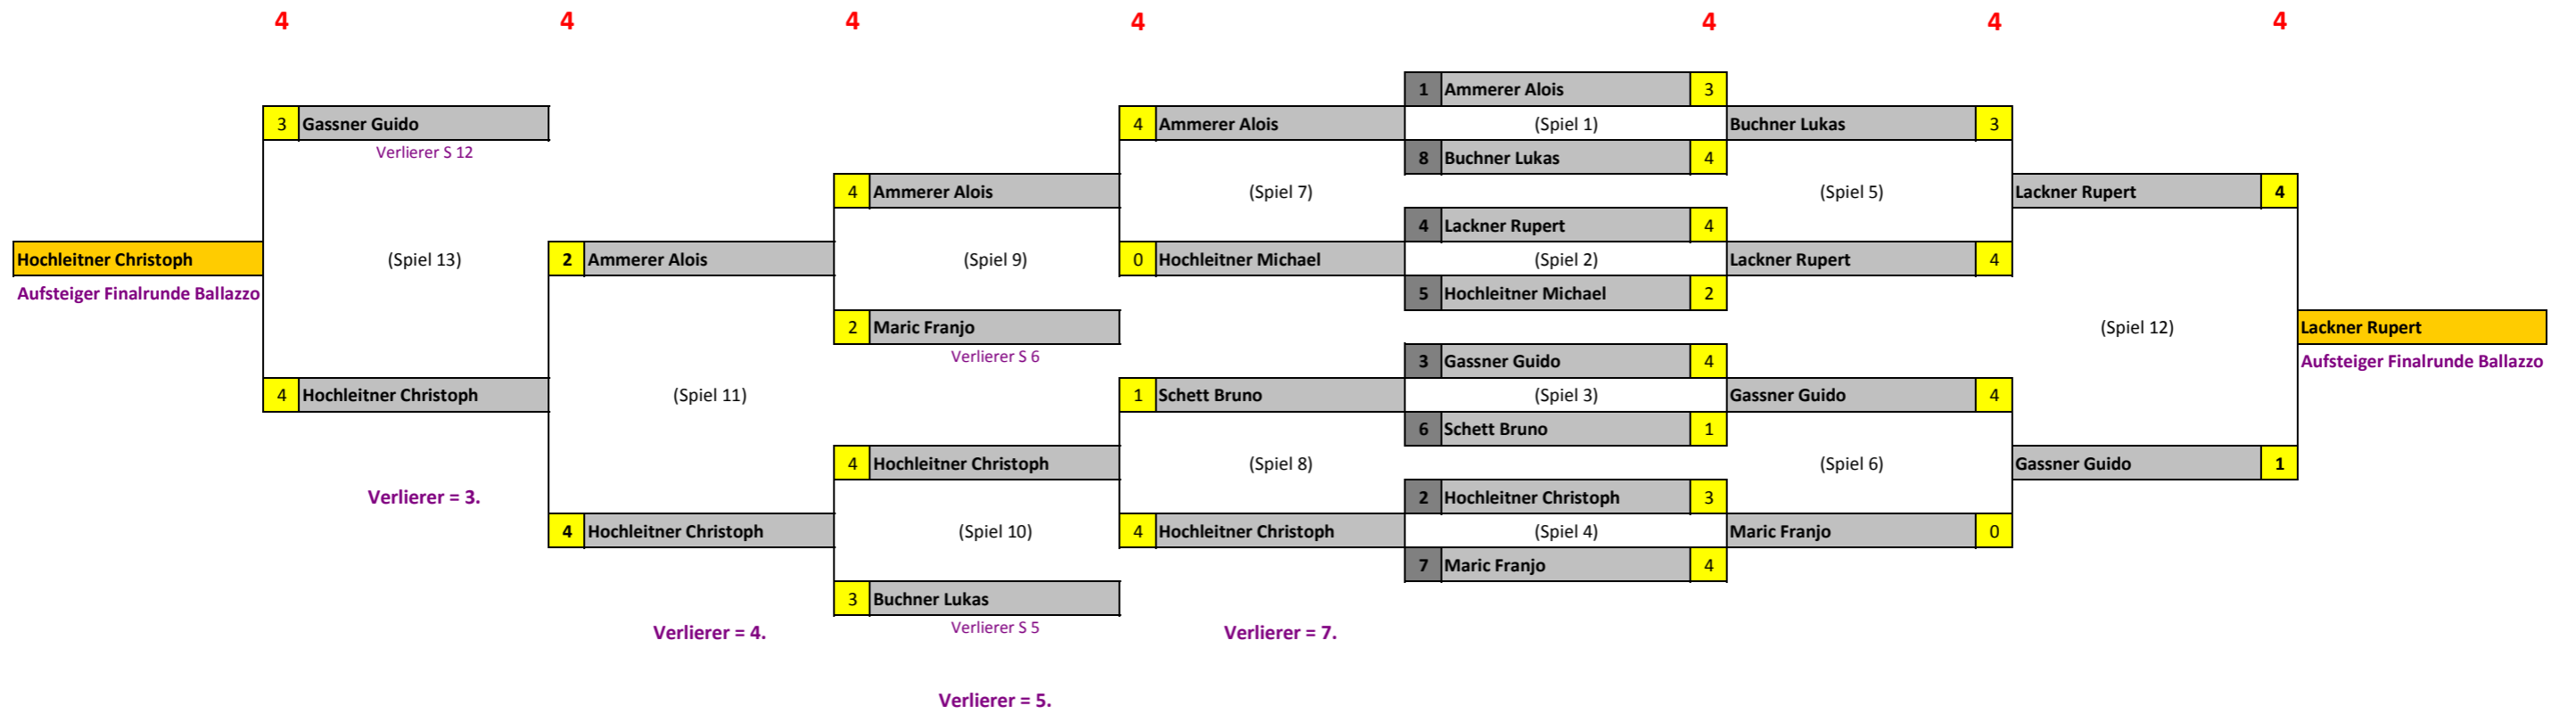 4 4 4 4 4 4 4
1 Ammerer Alois 3
3 Gassner Guido 4 Ammerer Alois (Spiel 1) Buchner Lukas 3
Verlierer S 12 8 Buchner Lukas 4
4 Ammerer Alois (Spiel 7) (Spiel 5) Lackner Rupert 4
4 Lackner Rupert 4
Hochleitner Christoph (Spiel 13) 2 Ammerer Alois (Spiel 9) 0 Hochleitner Michael (Spiel 2) Lackner Rupert 4
Aufsteiger Finalrunde Ballazzo 5 Hochleitner Michael 2
2 Maric Franjo (Spiel 12) Lackner Rupert
Verlierer S 6 3 Gassner Guido 4 Aufsteiger Finalrunde Ballazzo
4 Hochleitner Christoph (Spiel 11) 1 Schett Bruno (Spiel 3) Gassner Guido 4
6 Schett Bruno 1
4 Hochleitner Christoph (Spiel 8) (Spiel 6) Gassner Guido 1
Verlierer = 3. 2 Hochleitner Christoph 3
4 Hochleitner Christoph (Spiel 10) 4 Hochleitner Christoph (Spiel 4) Maric Franjo 0
7 Maric Franjo 4
3 Buchner Lukas
Verlierer = 4. Verlierer S 5 Verlierer = 7.
Verlierer = 5.